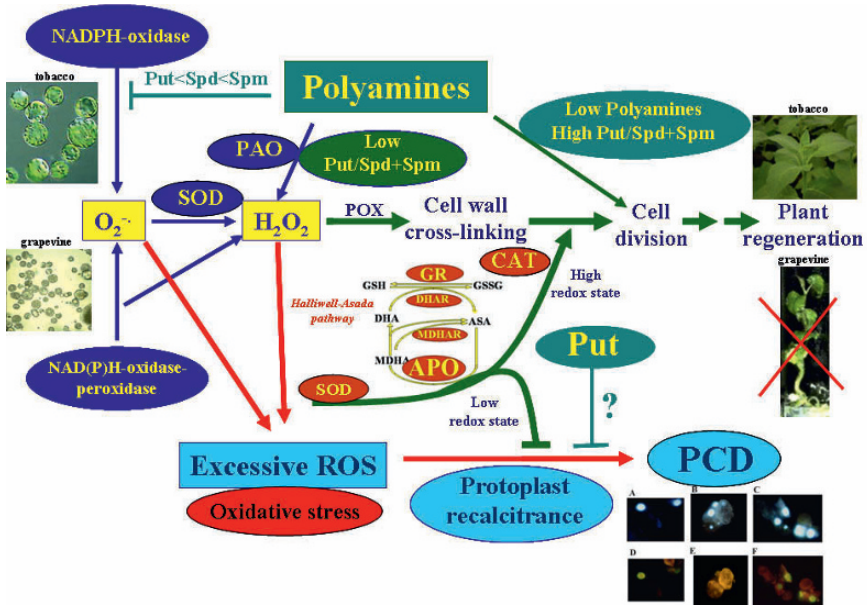 NADPH-oxidase
tobacco
Put<Spd<Spm
Polyamines
Low Polyamines
High Put/Spd+Spm
tobacco
PAO
Low
Put/Spd+Spm
SOD
O2−·
H2O2
POX
Cell wall
cross-linking
Cell
division
Plant
regeneration
grapevine
grapevine
CAT
GR
GSH
GSSG
DHAR
Halliwell-Asada
pathway
DHA
ASA
MDHAR
MDHA
APO
High
redox state
NAD(P)H-oxidase-
peroxidase
SOD
Low
redox state
Put
?
Excessive ROS
Oxidative stress
Protoplast
recalcitrance
PCD
A
B
C
D
E
F